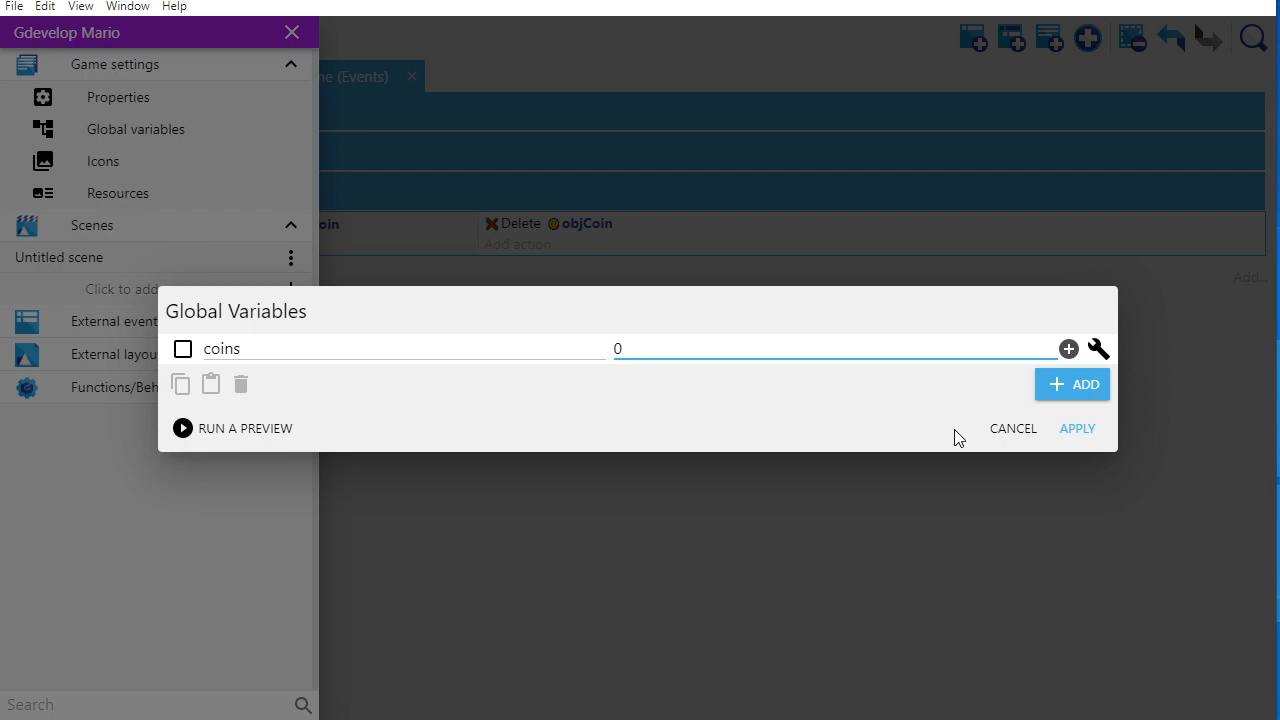 File Edit View Window Help
Gdevelop Mario
Game settings
ne (Events)
Properties
Global variables
Icons
Resources
Scenes
oin
Delete objCoin
Add action
Untitled scene
Add...
Click to add
Global Variables
External event
coins 0
External layou
Functions/Beh
ADD
RUN A PREVIEW
CANCEL APPLY
Search